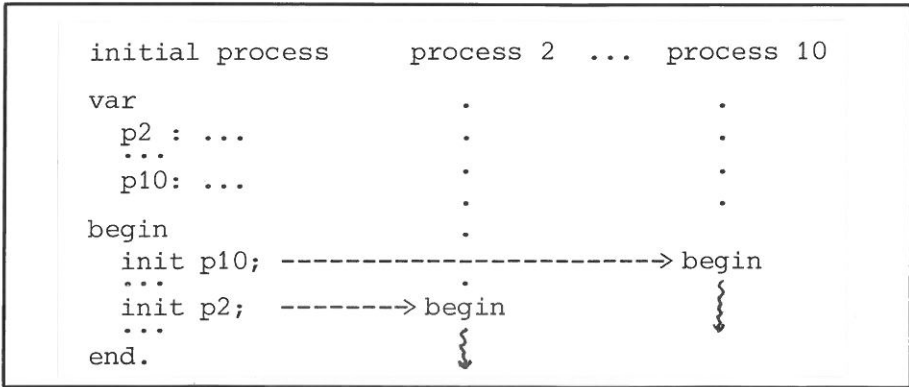 initial process process 2 ... process 10
var
p2 : ...
...
p10: ...
begin
init p10; ----------------------> begin
...
init p2; -------> begin
...
end.